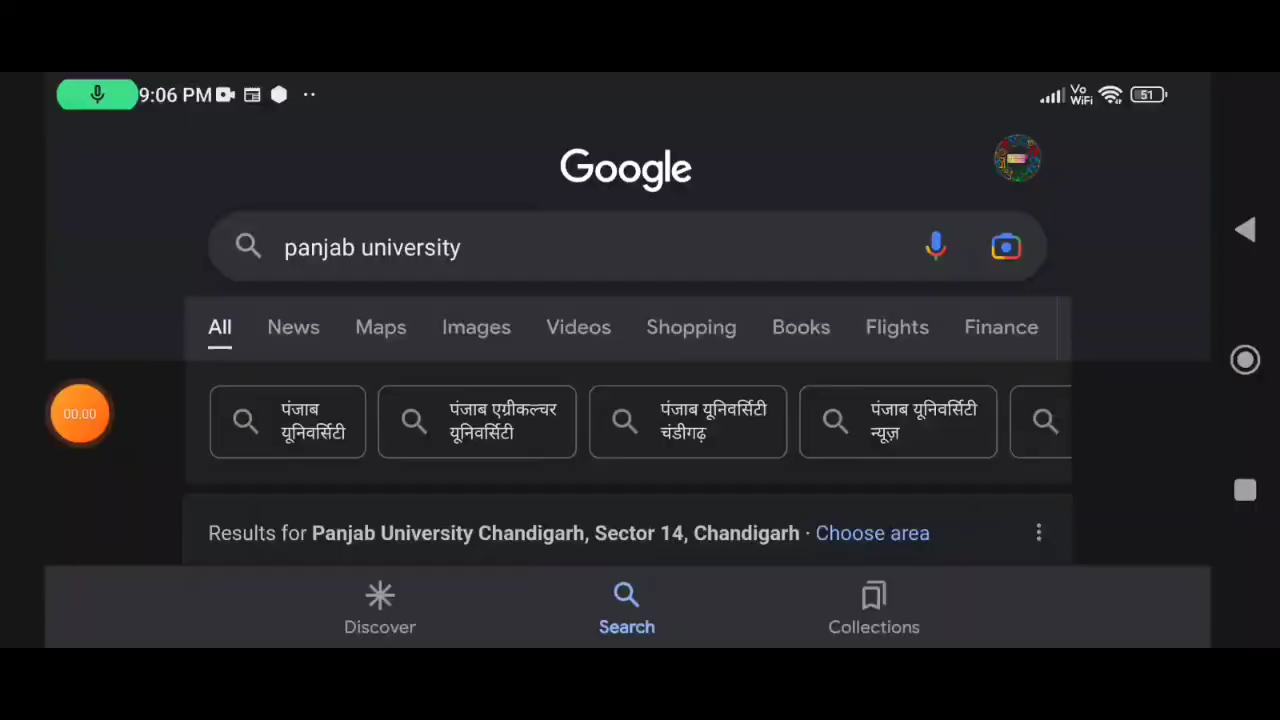 9:06 PM
Vo WiFi 51
Google
panjab university
All News Maps Images Videos Shopping Books Flights Finance
पंजाब यूनिवर्सिटी
पंजाब एग्रीकल्चर यूनिवर्सिटी
पंजाब यूनिवर्सिटी चंडीगढ़
पंजाब यूनिवर्सिटी न्यूज़
00:00
Results for Panjab University Chandigarh, Sector 14, Chandigarh · Choose area
Discover Search Collections